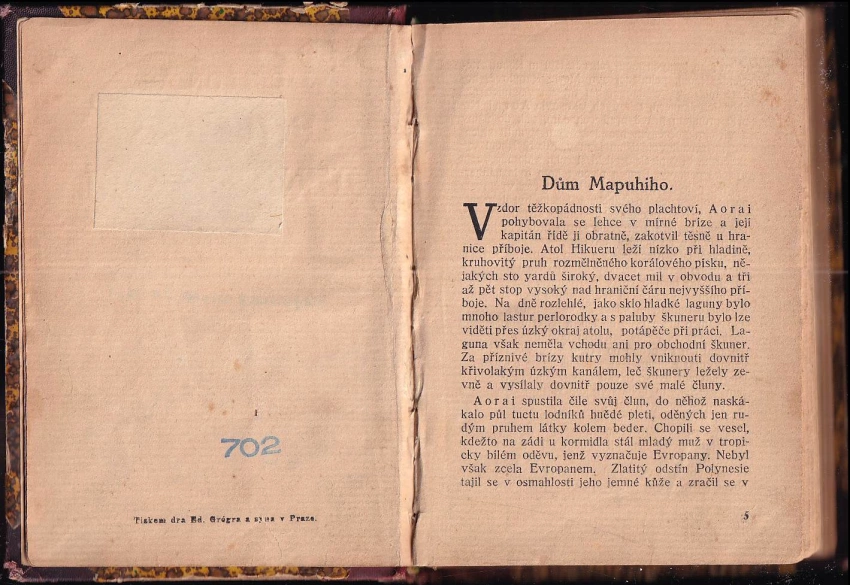 702
Tiskem dra Ed. Grégra a syna v Praze.
Dům Mapuhiho.
Vzdor těžkopádnosti svého plachtoví, Aorai
pohybovala se lehce v mírné bríze a její
kapitán řídě ji obratně, zakotvil těsně u hra-
nice příboje. Atol Hikueru leží nízko při hladině,
kruhovitý pruh rozmělněného korálového písku, ně-
jakých sto yardů široký, dvacet mil v obvodu a tři
až pět stop vysoký nad hraniční čáru nejvyššího pří-
boje. Na dně rozlehlé, jako sklo hladké laguny bylo
mnoho lastur perlorodky a s paluby škuneru bylo lze
viděti přes úzký okraj atolu, potápěče při práci. La-
guna však neměla vchodu ani pro obchodní škuner.
Za příznivé brízy kutry mohly vniknouti dovnitř
křivolakým úzkým kanálem, leč škunery ležely ze-
vně a vysílaly dovnitř pouze své malé čluny.
Aorai spustila čile svůj člun, do něhož naská-
kalo půl tuctu lodníků hnědé pleti, oděných jen ru-
dým pruhem látky kolem beder. Chopili se vesel,
kdežto na zádi u kormidla stál mladý muž v tropi-
cky bílém oděvu, jenž vyznačuje Evropany. Nebyl
však zcela Evropanem. Zlatitý odstín Polynesie
tajil se v osmahlosti jeho jemné kůže a zračil se v
5